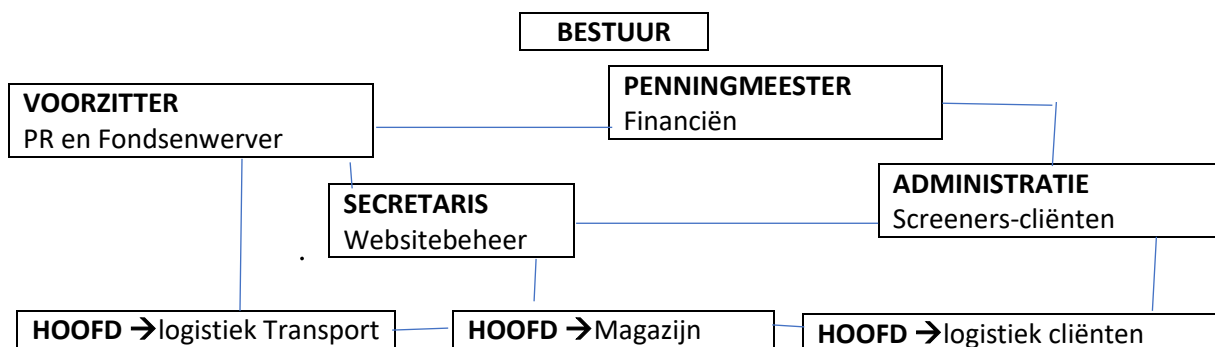 BESTUUR
VOORZITTER
PR en Fondsenwerver
PENNINGMEESTER
Financiën
SECRETARIS
Websitebeheer
ADMINISTRATIE
Screeners-cliënten
.
HOOFD →logistiek Transport
HOOFD →Magazijn
HOOFD →logistiek cliënten